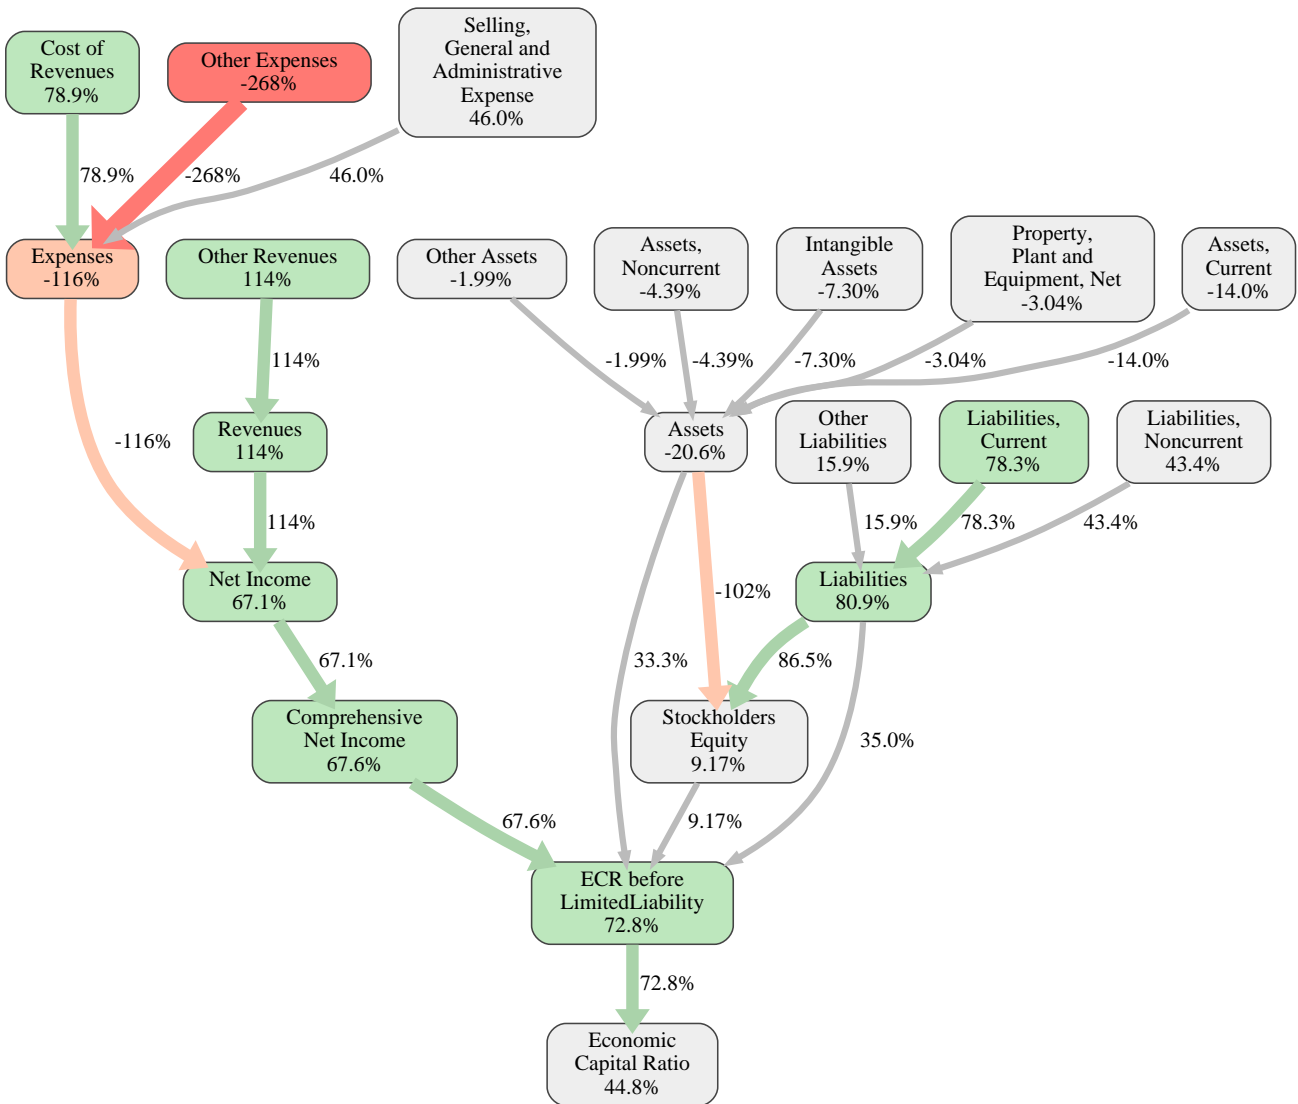 Cost of
Revenues
78.9%
Other Expenses
-268%
Selling,
General and
Administrative
Expense
46.0%
78.9%
-268%
46.0%
Expenses
-116%
Other Revenues
114%
Other Assets
-1.99%
Assets,
Noncurrent
-4.39%
Intangible
Assets
-7.30%
Property,
Plant and
Equipment, Net
-3.04%
Assets,
Current
-14.0%
114%
-1.99%
-4.39%
-7.30%
-3.04%
-14.0%
-116%
Revenues
114%
Assets
-20.6%
Other
Liabilities
15.9%
Liabilities,
Current
78.3%
Liabilities,
Noncurrent
43.4%
114%
15.9%
78.3%
43.4%
Net Income
67.1%
-102%
Liabilities
80.9%
67.1%
33.3%
86.5%
Comprehensive
Net Income
67.6%
Stockholders
Equity
9.17%
35.0%
67.6%
9.17%
ECR before
LimitedLiability
72.8%
72.8%
Economic
Capital Ratio
44.8%